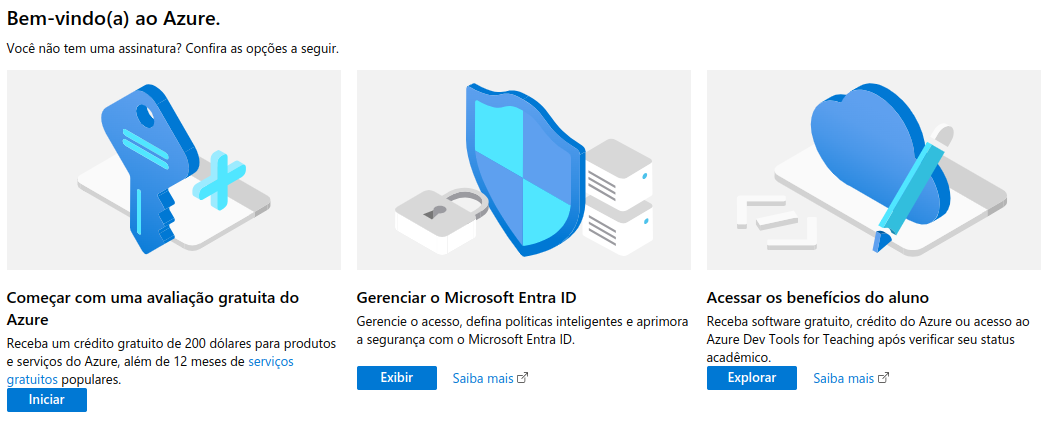 Bem-vindo(a) ao Azure.
Você não tem uma assinatura? Confira as opções a seguir.
Começar com uma avaliação gratuita do
Azure
Receba um crédito gratuito de 200 dólares para produtos
e serviços do Azure, além de 12 meses de serviços
gratuitos populares.
Iniciar
Gerenciar o Microsoft Entra ID
Gerencie o acesso, defina políticas inteligentes e aprimora
a segurança com o Microsoft Entra ID.
Exibir
Saiba mais
Acessar os benefícios do aluno
Receba software gratuito, crédito do Azure ou acesso ao
Azure Dev Tools for Teaching após verificar seu status
acadêmico.
Explorar
Saiba mais